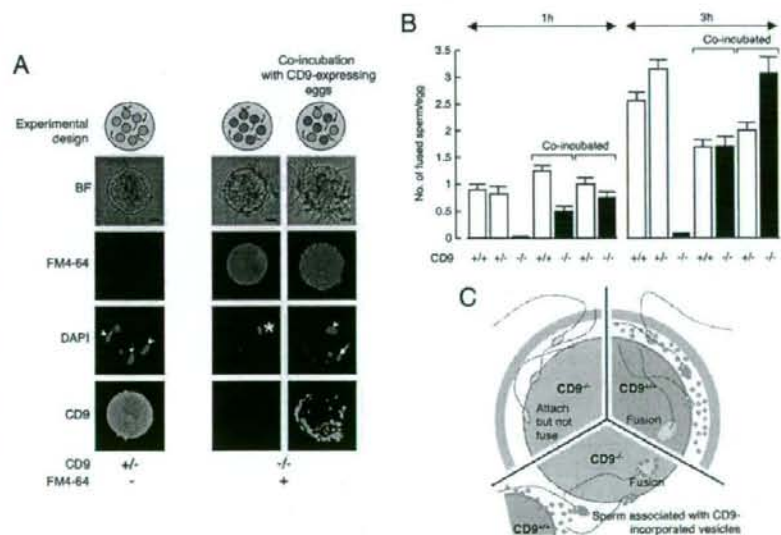 A
Co-incubation
with CD9-expressing
eggs
Experimental
design
BF
FM4-64
DAPI
CD9
CD9 +/- -/-
FM4-64 - +
B
1h 3h
Co-incubated
Co-incubated
No. of fused sperm/egg
3.5
3
2.5
2
1.5
1
0.5
0
CD9 +/+ +/- -/- +/+ -/- +/- -/- +/+ +/- -/- +/+ -/- +/- -/-
C
CD9-/-
Attach
but not
fuse
CD9+/+
Fusion
CD9-/-
Fusion
CD9+/+
Sperm associated with CD9-
incorporated vesicles